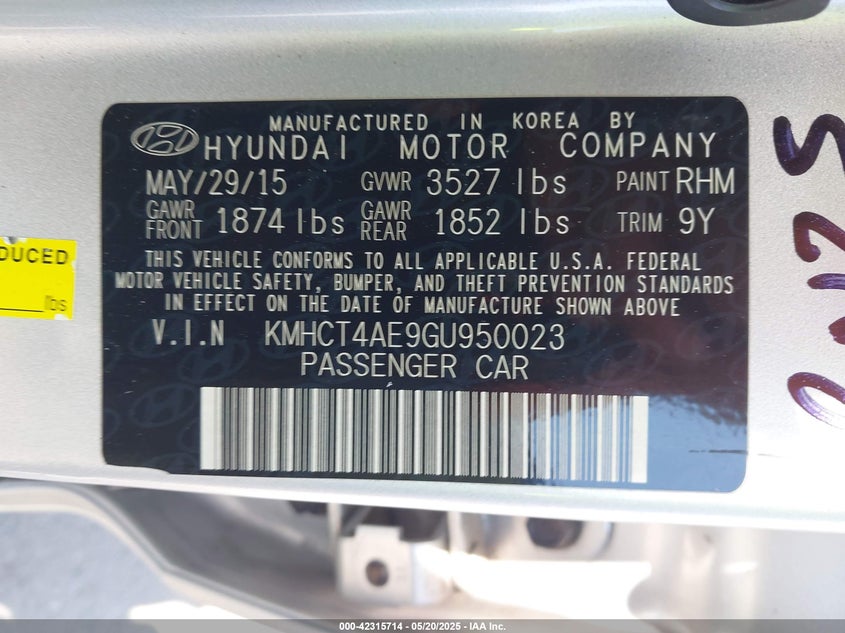 MANUFACTURED IN KOREA BY
HYUNDAI MOTOR COMPANY
MAY/29/15 GVWR 3527 lbs PAINT RHM
GAWR FRONT 1874 lbs GAWR REAR 1852 lbs TRIM 9Y
THIS VEHICLE CONFORMS TO ALL APPLICABLE U.S.A. FEDERAL
MOTOR VEHICLE SAFETY, BUMPER, AND THEFT PREVENTION STANDARDS
IN EFFECT ON THE DATE OF MANUFACTURE SHOWN ABOVE
V.I.N KMHCT4AE9GU950023
PASSENGER CAR
DUCED
lbs
000-42315714 - 05/20/2025 - IAA Inc.